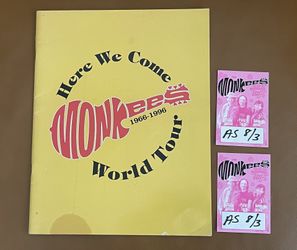 Here We Come
MONKEES
1966-1996
World Tour
MONKEES
AS 8/3
MONKEES
AS 8/3